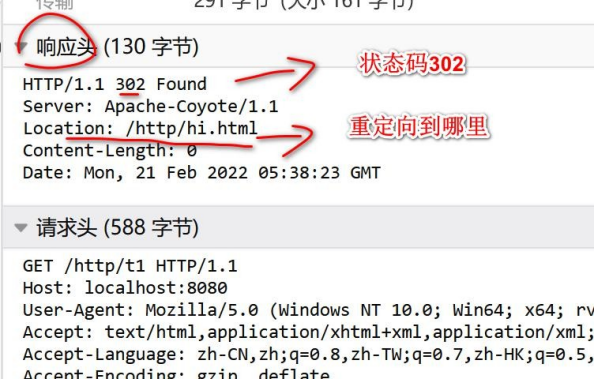 传输 291 字节 (大小 161 字节)
响应头 (130 字节)
HTTP/1.1 302 Found
状态码302
Server: Apache-Coyote/1.1
Location: /http/hi.html
重定向到哪里
Content-Length: 0
Date: Mon, 21 Feb 2022 05:38:23 GMT
请求头 (588 字节)
GET /http/t1 HTTP/1.1
Host: localhost:8080
User-Agent: Mozilla/5.0 (Windows NT 10.0; Win64; x64; rv
Accept: text/html,application/xhtml+xml,application/xml;
Accept-Language: zh-CN,zh;q=0.8,zh-TW;q=0.7,zh-HK;q=0.5,
Accept-Encoding: gzip, deflate